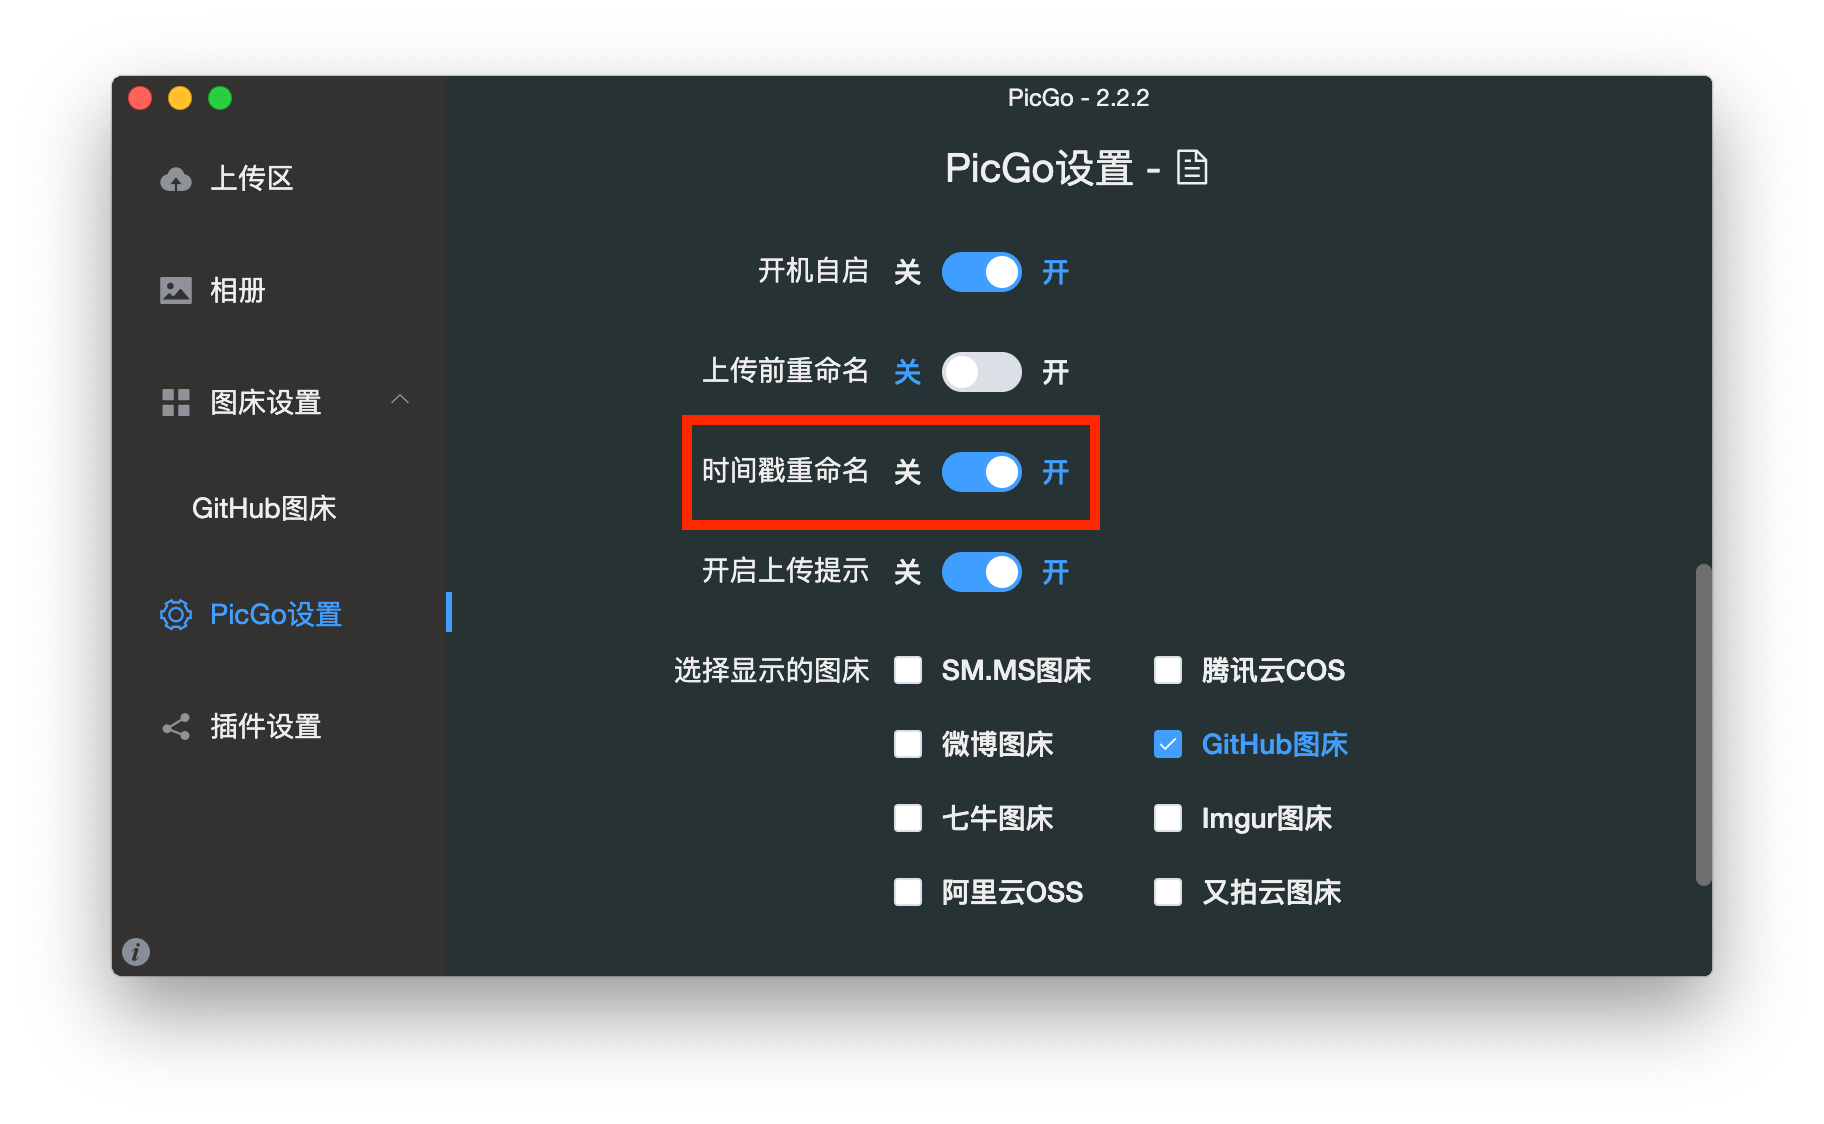 PicGo - 2.2.2
上传区
相册
图床设置
GitHub图床
PicGo设置
插件设置
PicGo设置 -
开机自启 关 开
上传前重命名 关 开
时间戳重命名 关 开
开启上传提示 关 开
选择显示的图床 SM.MS图床 腾讯云COS
微博图床 GitHub图床
七牛图床 Imgur图床
阿里云OSS 又拍云图床